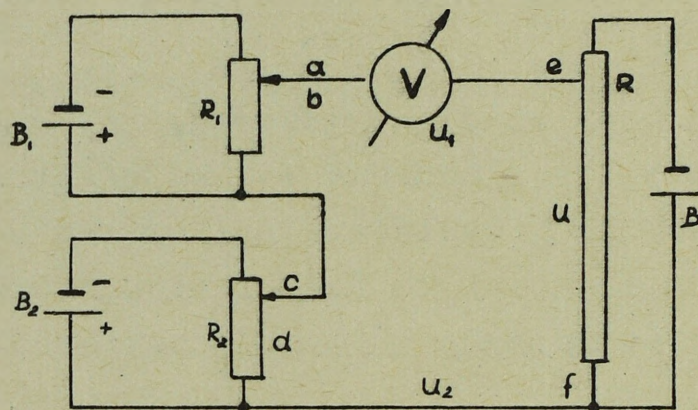 -
B₁
+
R₁
a
b
V
U₁
e
R
U
B
-
B₂
+
R₂
c
d
U₂
f